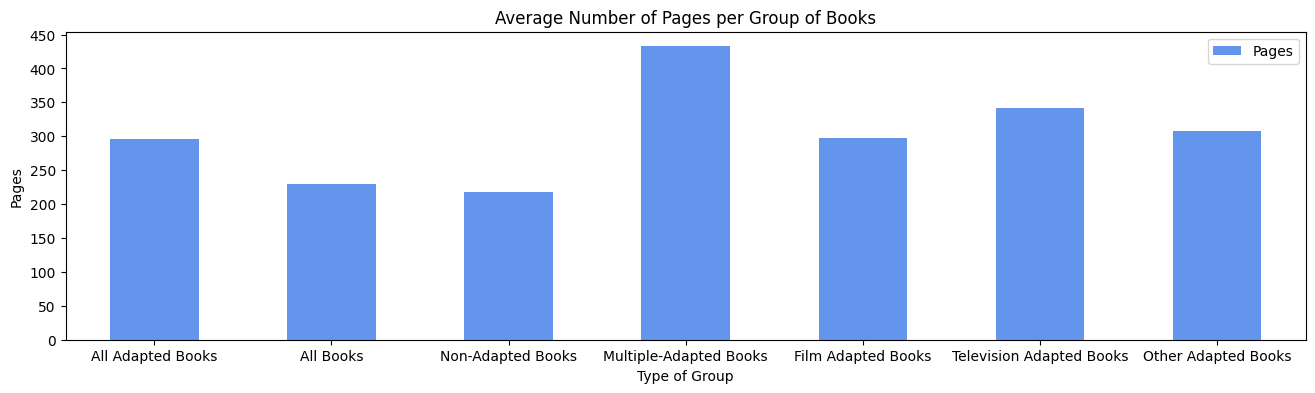 Average Number of Pages per Group of Books
Pages
450
400
350
300
250
200
150
100
50
0
Pages
All Adapted Books
All Books
Non-Adapted Books
Multiple-Adapted Books
Film Adapted Books
Television Adapted Books
Other Adapted Books
Type of Group